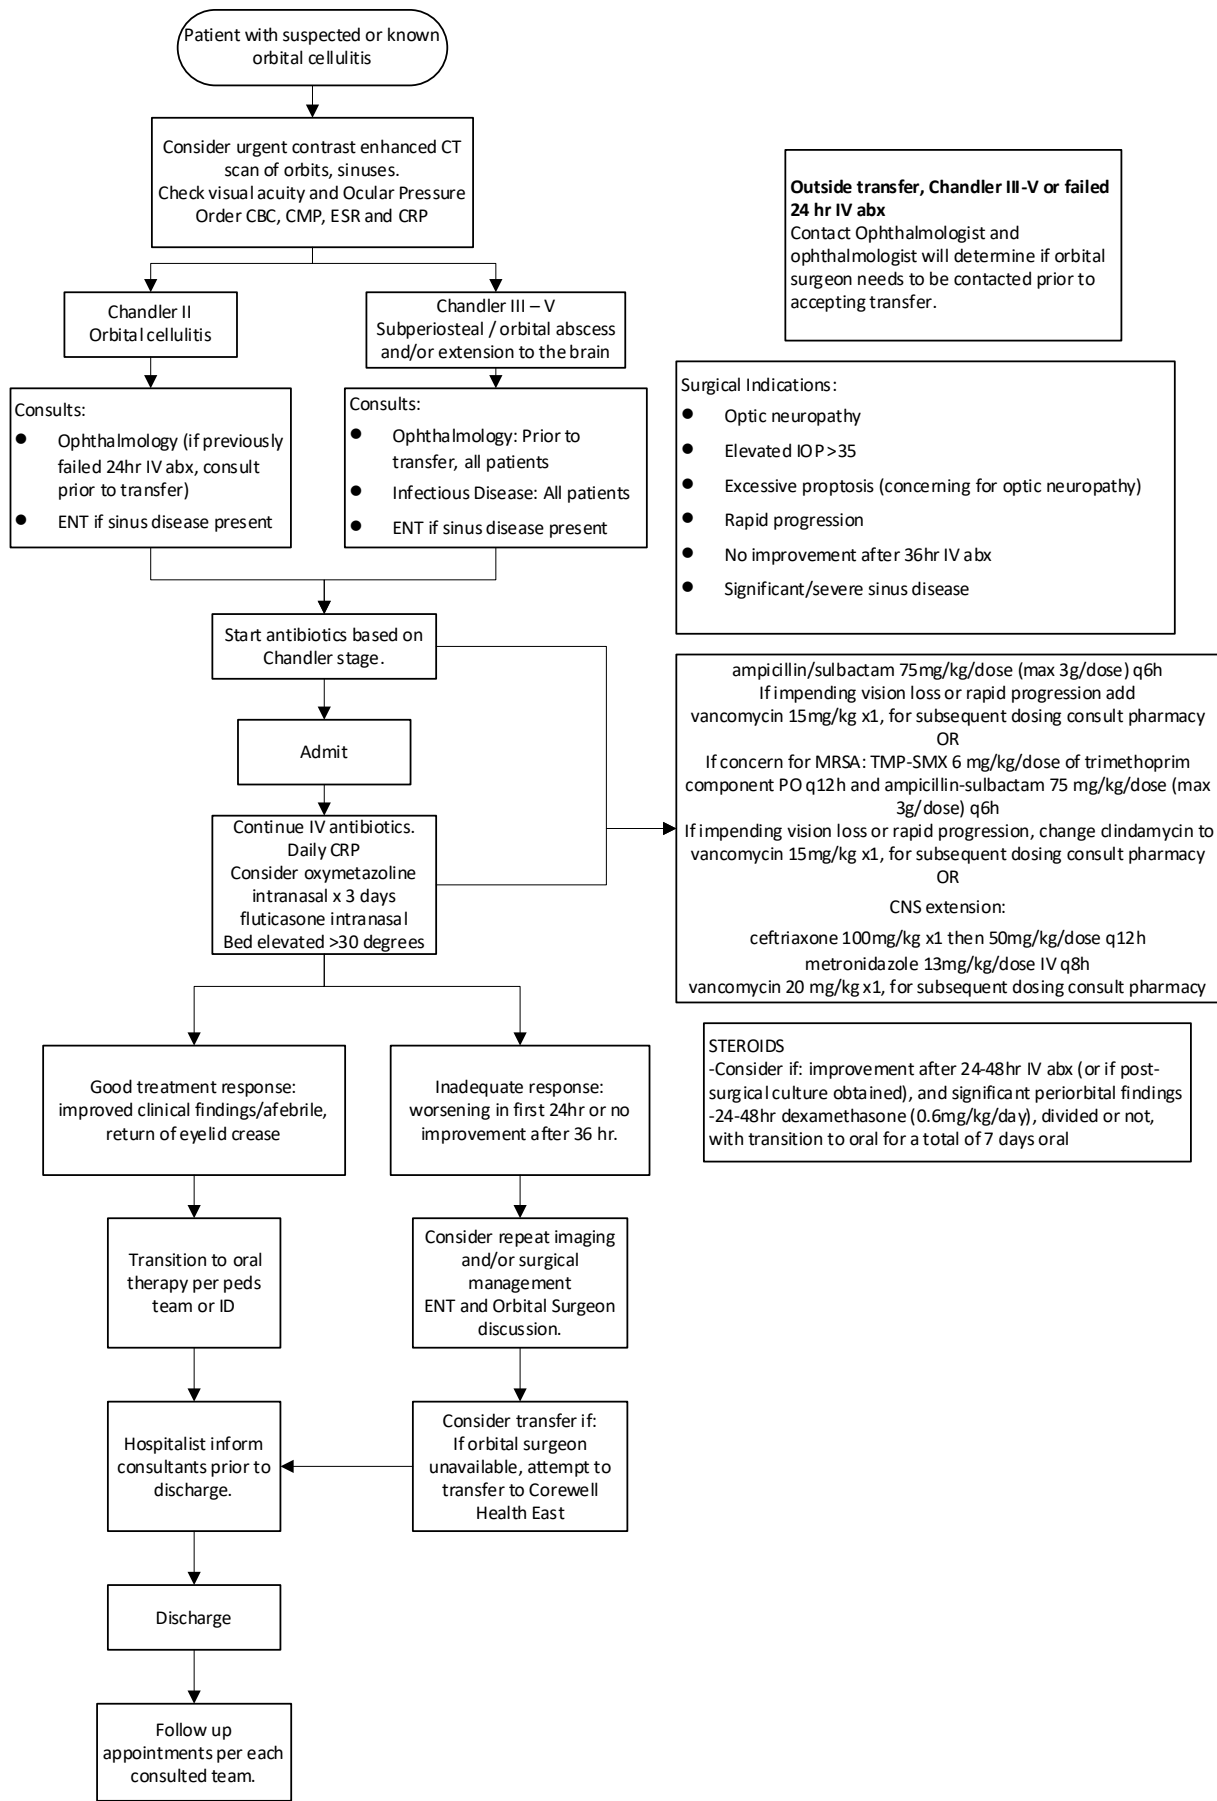 Patient with suspected or known
orbital cellulitis
Consider urgent contrast enhanced CT
scan of orbits, sinuses.
Check visual acuity and Ocular Pressure
Order CBC, CMP, ESR and CRP
Outside transfer, Chandler III-V or failed
24 hr IV abx
Contact Ophthalmologist and
ophthalmologist will determine if orbital
surgeon needs to be contacted prior to
accepting transfer.
Chandler II
Orbital cellulitis
Chandler III – V
Subperiosteal / orbital abscess
and/or extension to the brain
Consults:
● Ophthalmology (if previously
failed 24hr IV abx, consult
prior to transfer)
● ENT if sinus disease present
Consults:
● Ophthalmology: Prior to
transfer, all patients
● Infectious Disease: All patients
● ENT if sinus disease present
Surgical Indications:
● Optic neuropathy
● Elevated IOP >35
● Excessive proptosis (concerning for optic neuropathy)
● Rapid progression
● No improvement after 36hr IV abx
● Significant/severe sinus disease
Start antibiotics based on
Chandler stage.
Admit
Continue IV antibiotics.
Daily CRP
Consider oxymetazoline
intranasal x 3 days
fluticasone intranasal
Bed elevated >30 degrees
ampicillin/sulbactam 75mg/kg/dose (max 3g/dose) q6h
If impending vision loss or rapid progression add
vancomycin 15mg/kg x1, for subsequent dosing consult pharmacy
OR
If concern for MRSA: TMP-SMX 6 mg/kg/dose of trimethoprim
component PO q12h and ampicillin-sulbactam 75 mg/kg/dose (max
3g/dose) q6h
If impending vision loss or rapid progression, change clindamycin to
vancomycin 15mg/kg x1, for subsequent dosing consult pharmacy
OR
CNS extension:
ceftriaxone 100mg/kg x1 then 50mg/kg/dose q12h
metronidazole 13mg/kg/dose IV q8h
vancomycin 20 mg/kg x1, for subsequent dosing consult pharmacy
STEROIDS
-Consider if: improvement after 24-48hr IV abx (or if post-
surgical culture obtained), and significant periorbital findings
-24-48hr dexamethasone (0.6mg/kg/day), divided or not,
with transition to oral for a total of 7 days oral
Good treatment response:
improved clinical findings/afebrile,
return of eyelid crease
Inadequate response:
worsening in first 24hr or no
improvement after 36 hr.
Transition to oral
therapy per peds
team or ID
Consider repeat imaging
and/or surgical
management
ENT and Orbital Surgeon
discussion.
Hospitalist inform
consultants prior to
discharge.
Consider transfer if:
If orbital surgeon
unavailable, attempt to
transfer to Corewell
Health East
Discharge
Follow up
appointments per each
consulted team.